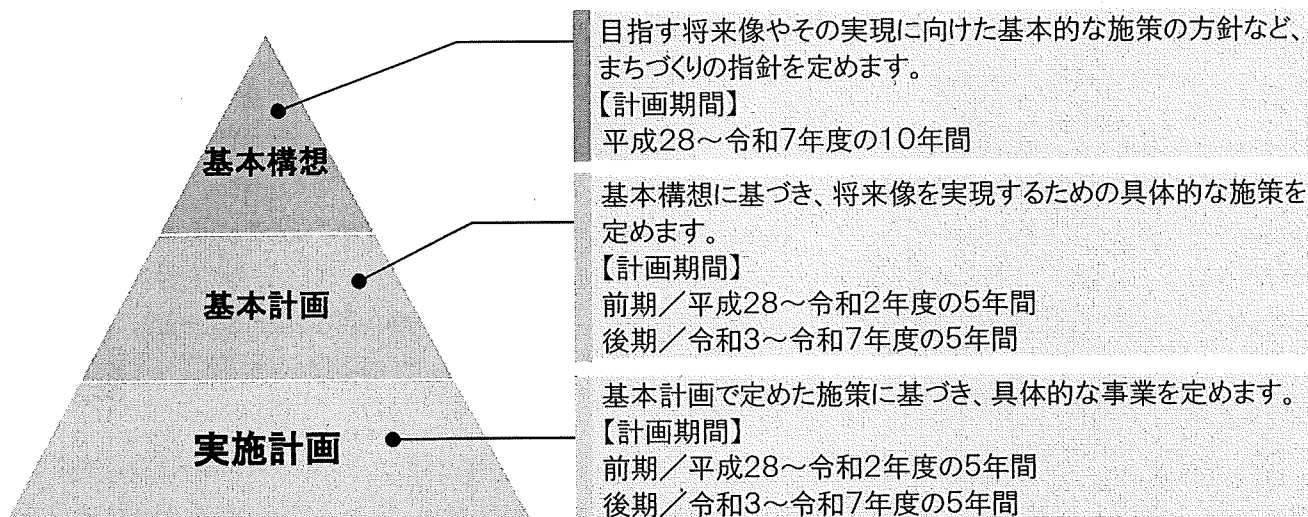 基本構想
目指す将来像やその実現に向けた基本的な施策の方針など、
まちづくりの指針を定めます。
【計画期間】
平成28～令和7年度の10年間
基本計画
基本構想に基づき、将来像を実現するための具体的な施策を
定めます。
【計画期間】
前期／平成28～令和2年度の5年間
後期／令和3～令和7年度の5年間
実施計画
基本計画で定めた施策に基づき、具体的な事業を定めます。
【計画期間】
前期／平成28～令和2年度の5年間
後期／令和3～令和7年度の5年間